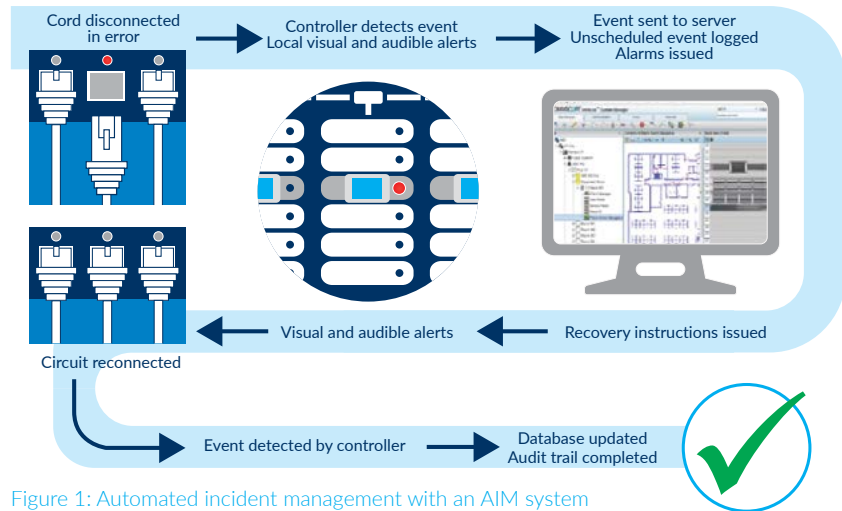 Cord disconnected
in error
Controller detects event
Local visual and audible alerts
Event sent to server
Unscheduled event logged
Alarms issued
Visual and audible alerts
Recovery instructions issued
Circuit reconnected
Event detected by controller
Database updated
Audit trail completed
Figure 1: Automated incident management with an AIM system